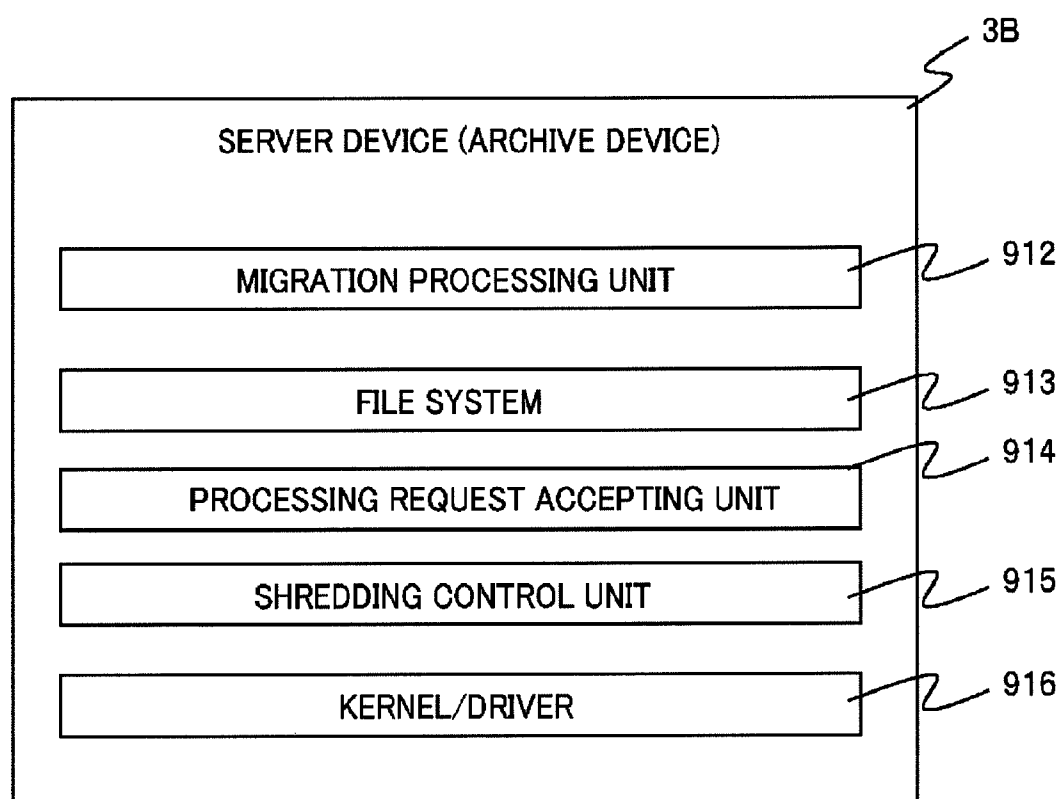 3B
SERVER DEVICE (ARCHIVE DEVICE)
MIGRATION PROCESSING UNIT
912
FILE SYSTEM
913
PROCESSING REQUEST ACCEPTING UNIT
914
SHREDDING CONTROL UNIT
915
KERNEL/DRIVER
916